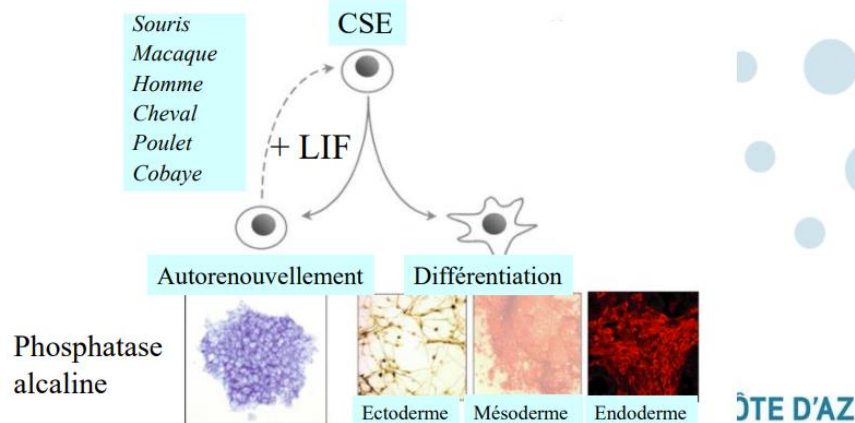 Souris
Macaque
Homme
Cheval
Poulet
Cobaye
CSE
+ LIF
Autorenouvellement
Différentiation
Phosphatase
alcaline
Ectoderme
Mésoderme
Endoderme
ÔTE D'AZ